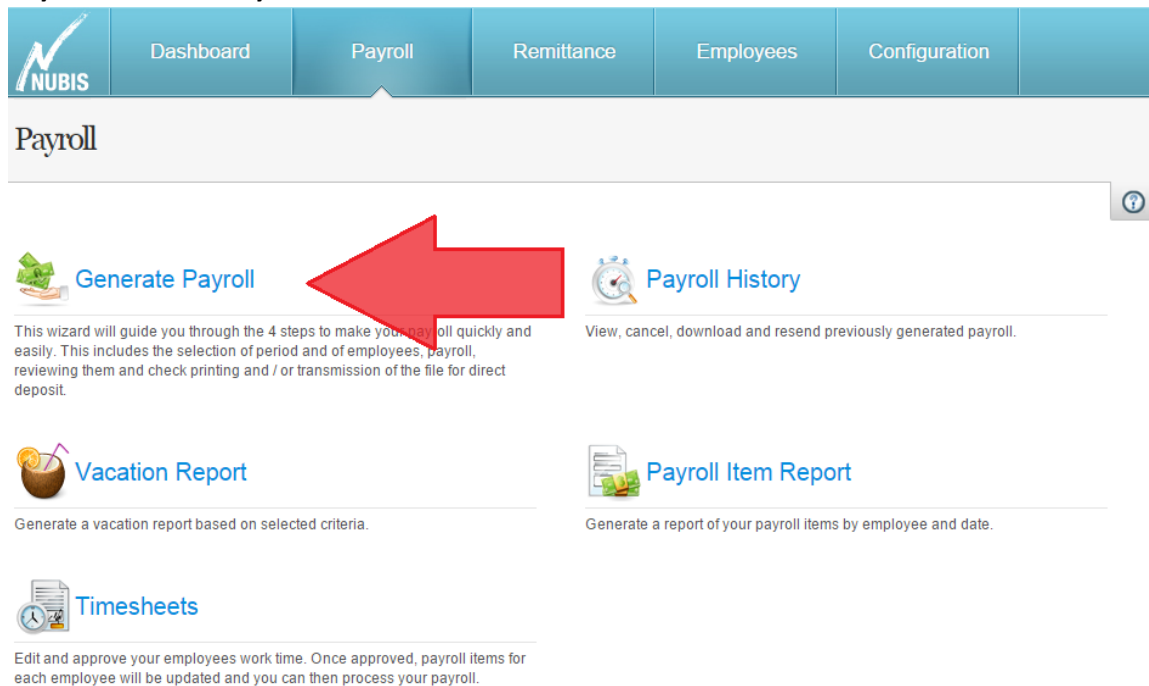 NUBIS
Dashboard
Payroll
Remittance
Employees
Configuration
Payroll
?
Generate Payroll
This wizard will guide you through the 4 steps to make your payroll quickly and
easily. This includes the selection of period and of employees, payroll,
reviewing them and check printing and / or transmission of the file for direct
deposit.
Payroll History
View, cancel, download and resend previously generated payroll.
Vacation Report
Generate a vacation report based on selected criteria.
Payroll Item Report
Generate a report of your payroll items by employee and date.
Timesheets
Edit and approve your employees work time. Once approved, payroll items for
each employee will be updated and you can then process your payroll.